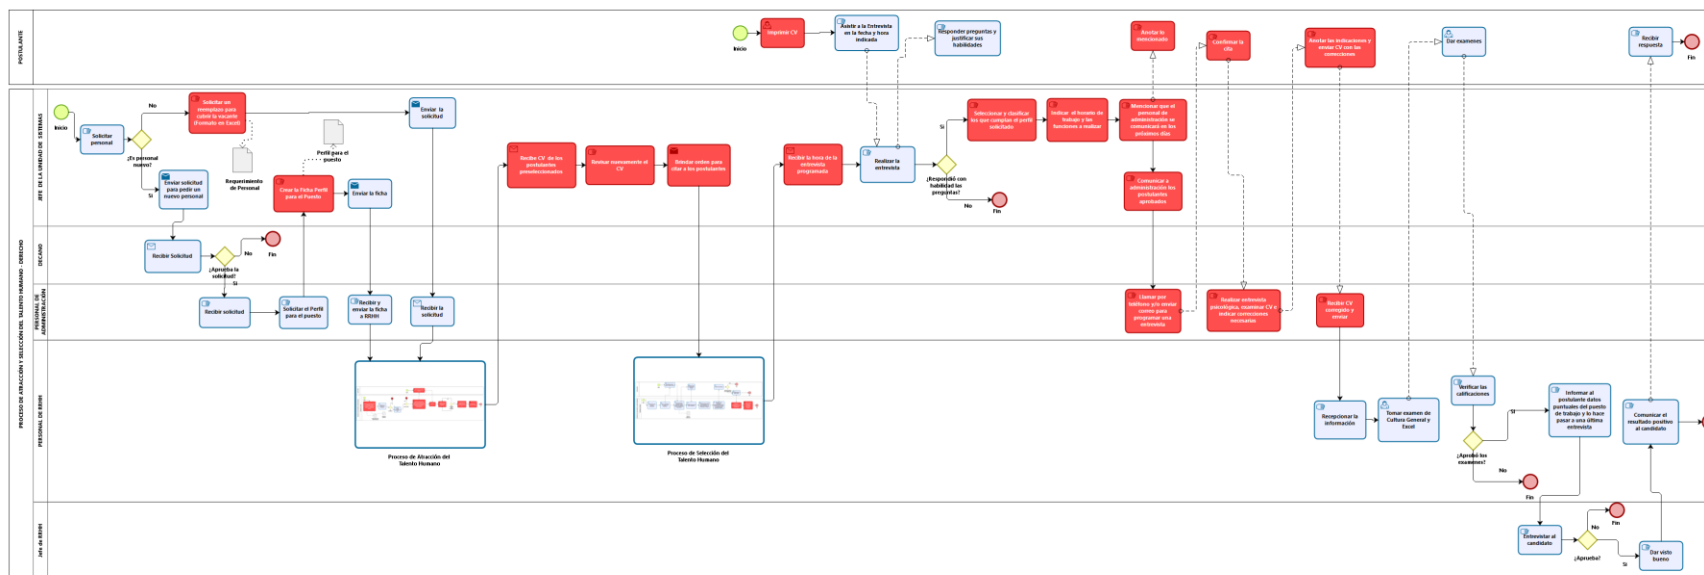 POSTULANTE
Inicio
Imprimir CV
Asistir a la Entrevista
en la fecha y hora
indicada
Responder preguntas y
justificar sus
habilidades
Anotar lo
mencionado
Confirmar la
cita
Anotar las indicaciones y
enviar CV con las
correcciones
Dar examenes
Recibir
respuesta
Fin
PROCESO DE ATRACCIÓN Y SELECCIÓN DEL TALENTO HUMANO - DERECHO
JEFE DE LA UNIDAD DE SISTEMAS
Inicio
Solicitar
personal
¿Es personal
nuevo?
No
Si
Solicitar un
reemplazo para
cubrir la vacante
(Formato en Excel)
Requerimiento
de Personal
Enviar solicitud
para pedir un
nuevo personal
Perfil para el
puesto
Crear la Ficha Perfil
para el Puesto
Enviar la ficha
Enviar la
solicitud
Recibe CV de los
postulantes
preseleccionados
Revisar nuevamente el
CV
Brindar orden para
citar a los postulantes
Recibir la hora de la
entrevista
programada
Realizar la
entrevista
¿Respondió con
habilidad las
preguntas?
Si
No
Fin
Seleccionar y clasificar
los que cumplan el perfil
solicitado
Indicar el horario de
trabajo y las
funciones a realizar
Mencionar que el
personal de
administración se
comunicará en los
próximos días
Comunicar a
administración los
postulantes
aprobados
DECANO
Recibir Solicitud
¿Aprueba la
solicitud?
No
Si
Fin
PERSONAL DE
ADMINISTRACIÓN
Recibir solicitud
Solicitar el Perfil
para el puesto
Recibir y
enviar la ficha
a RRHH
Recibir la
solicitud
Llamar por
teléfono y/o enviar
correo para
programar una
entrevista
Realizar entrevista
psicológica, examinar CV e
indicar correcciones
necesarias
Recibir CV
corregido y
enviar
PERSONAL DE RRHH
Proceso de Atracción del
Talento Humano
Proceso de Selección del
Talento Humano
Recepcionar la
información
Tomar examen de
Cultura General y
Excel
Verificar las
calificaciones
¿Aprobó los
examenes?
SI
No
Fin
Informar al
postulante datos
puntuales del puesto
de trabajo y lo hace
pasar a una última
entrevista
Comunicar el
resultado positivo
al candidato
Jefe de RRHH
Entrevistar al
candidato
¿Aprueba?
No
Si
Fin
Dar visto
bueno